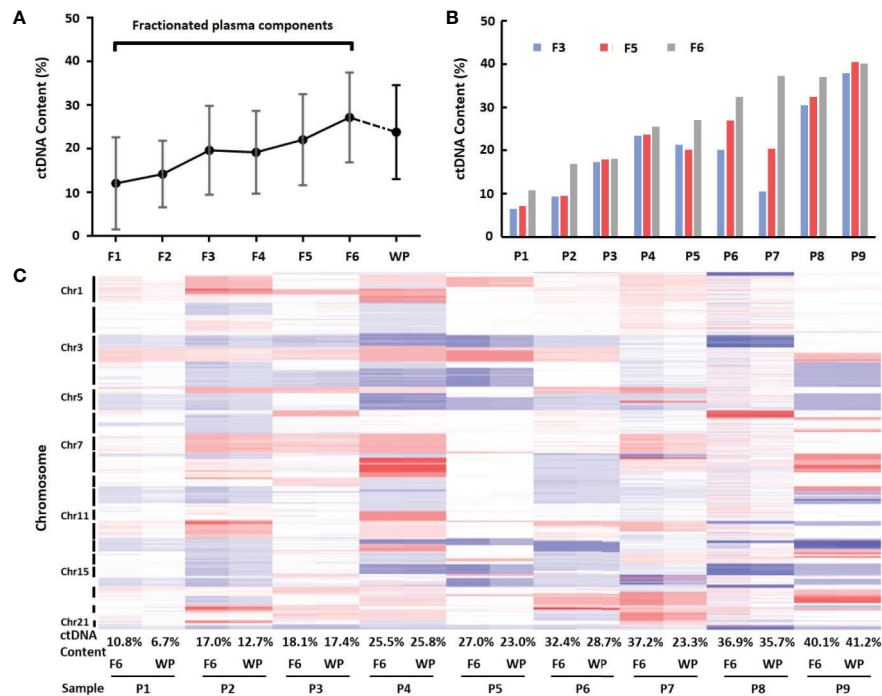 A
Fractionated plasma components
ctDNA Content (%)
50
40
30
20
10
0
F1 F2 F3 F4 F5 F6 WP
B
F3 F5 F6
ctDNA Content (%)
50
40
30
20
10
0
P1 P2 P3 P4 P5 P6 P7 P8 P9
C
Chromosome
Chr1
Chr3
Chr5
Chr7
Chr11
Chr15
Chr21
ctDNA
Content
10.8% 6.7% 17.0% 12.7% 18.1% 17.4% 25.5% 25.8% 27.0% 23.0% 32.4% 28.7% 37.2% 23.3% 36.9% 35.7% 40.1% 41.2%
F6 WP F6 WP F6 WP F6 WP F6 WP F6 WP F6 WP F6 WP F6 WP
Sample P1 P2 P3 P4 P5 P6 P7 P8 P9